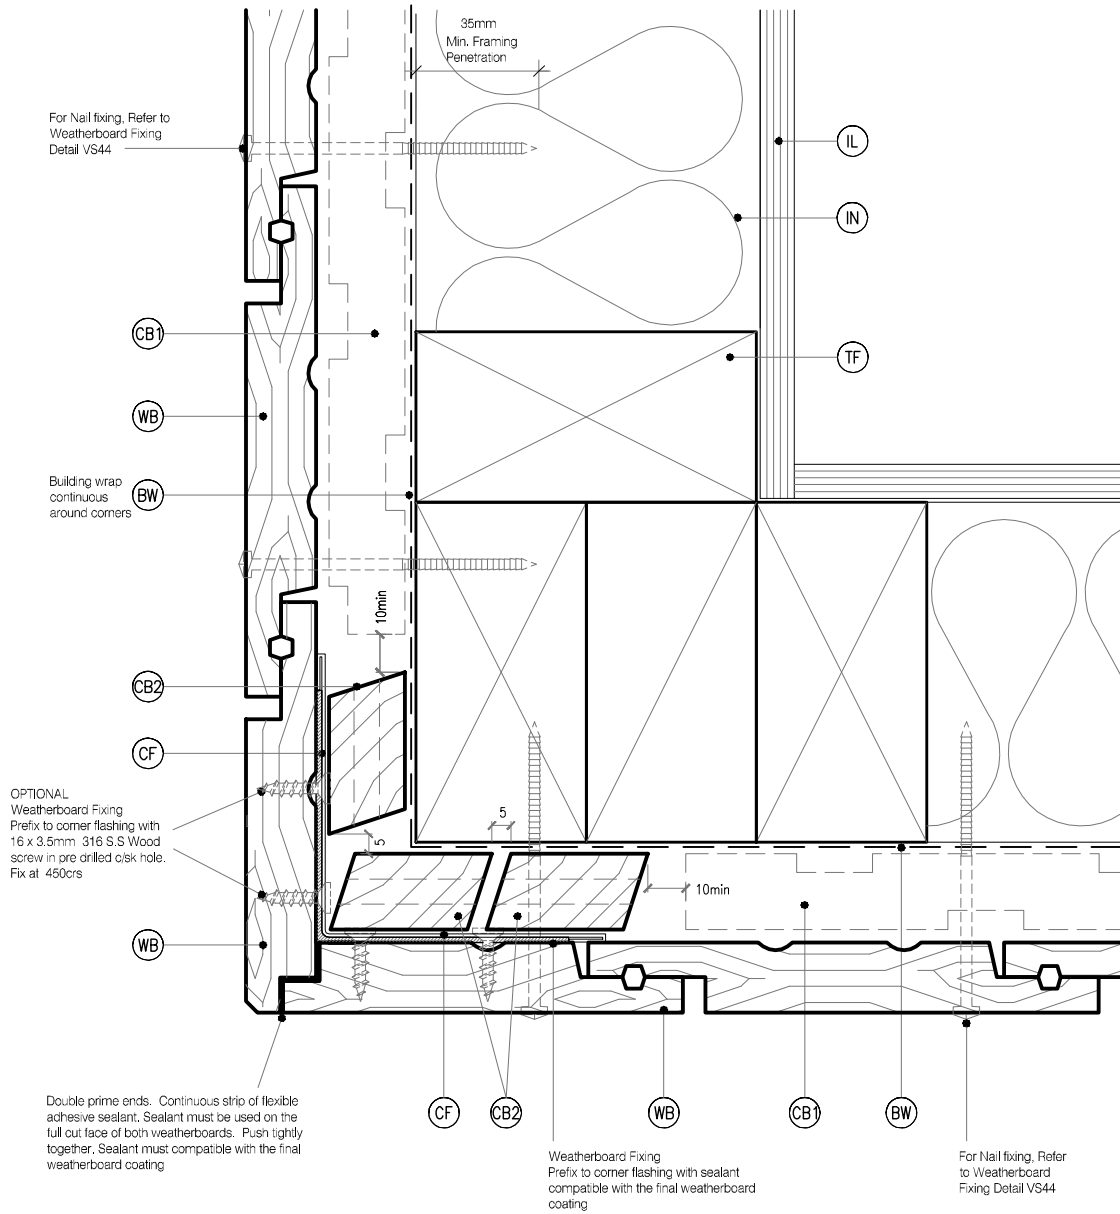 35mm
Min. Framing
Penetration
For Nail fixing, Refer to
Weatherboard Fixing
Detail VS44
IL
IN
CB1
TF
WB
Building wrap
continuous
around corners
BW
10min
CB2
CF
OPTIONAL
Weatherboard Fixing
Prefix to corner flashing with
16 x 3.5mm 316 S.S Wood
screw in pre drilled c/sk hole.
Fix at 450crs
5
5
10min
WB
Double prime ends. Continuous strip of flexible
adhesive sealant. Sealant must be used on the
full cut face of both weatherboards. Push tightly
together. Sealant must compatible with the final
weatherboard coating
CF
CB2
WB
CB1
BW
Weatherboard Fixing
Prefix to corner flashing with sealant
compatible with the final weatherboard
coating
For Nail fixing, Refer
to Weatherboard
Fixing Detail VS44